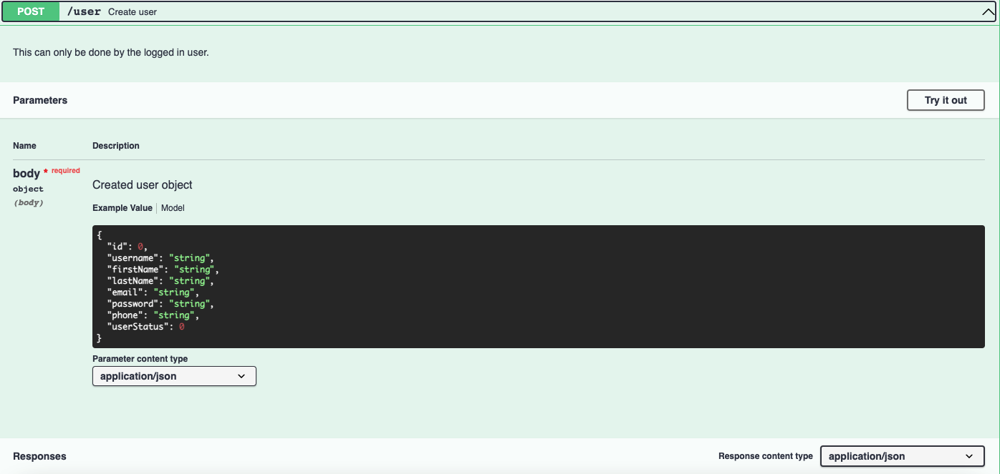 POST /user Create user
This can only be done by the logged in user.
Parameters Try it out
Name Description
body * required
object
(body)
Created user object
Example Value Model
{
  "id": 0,
  "username": "string",
  "firstName": "string",
  "lastName": "string",
  "email": "string",
  "password": "string",
  "phone": "string",
  "userStatus": 0
}
Parameter content type
application/json
Responses Response content type application/json